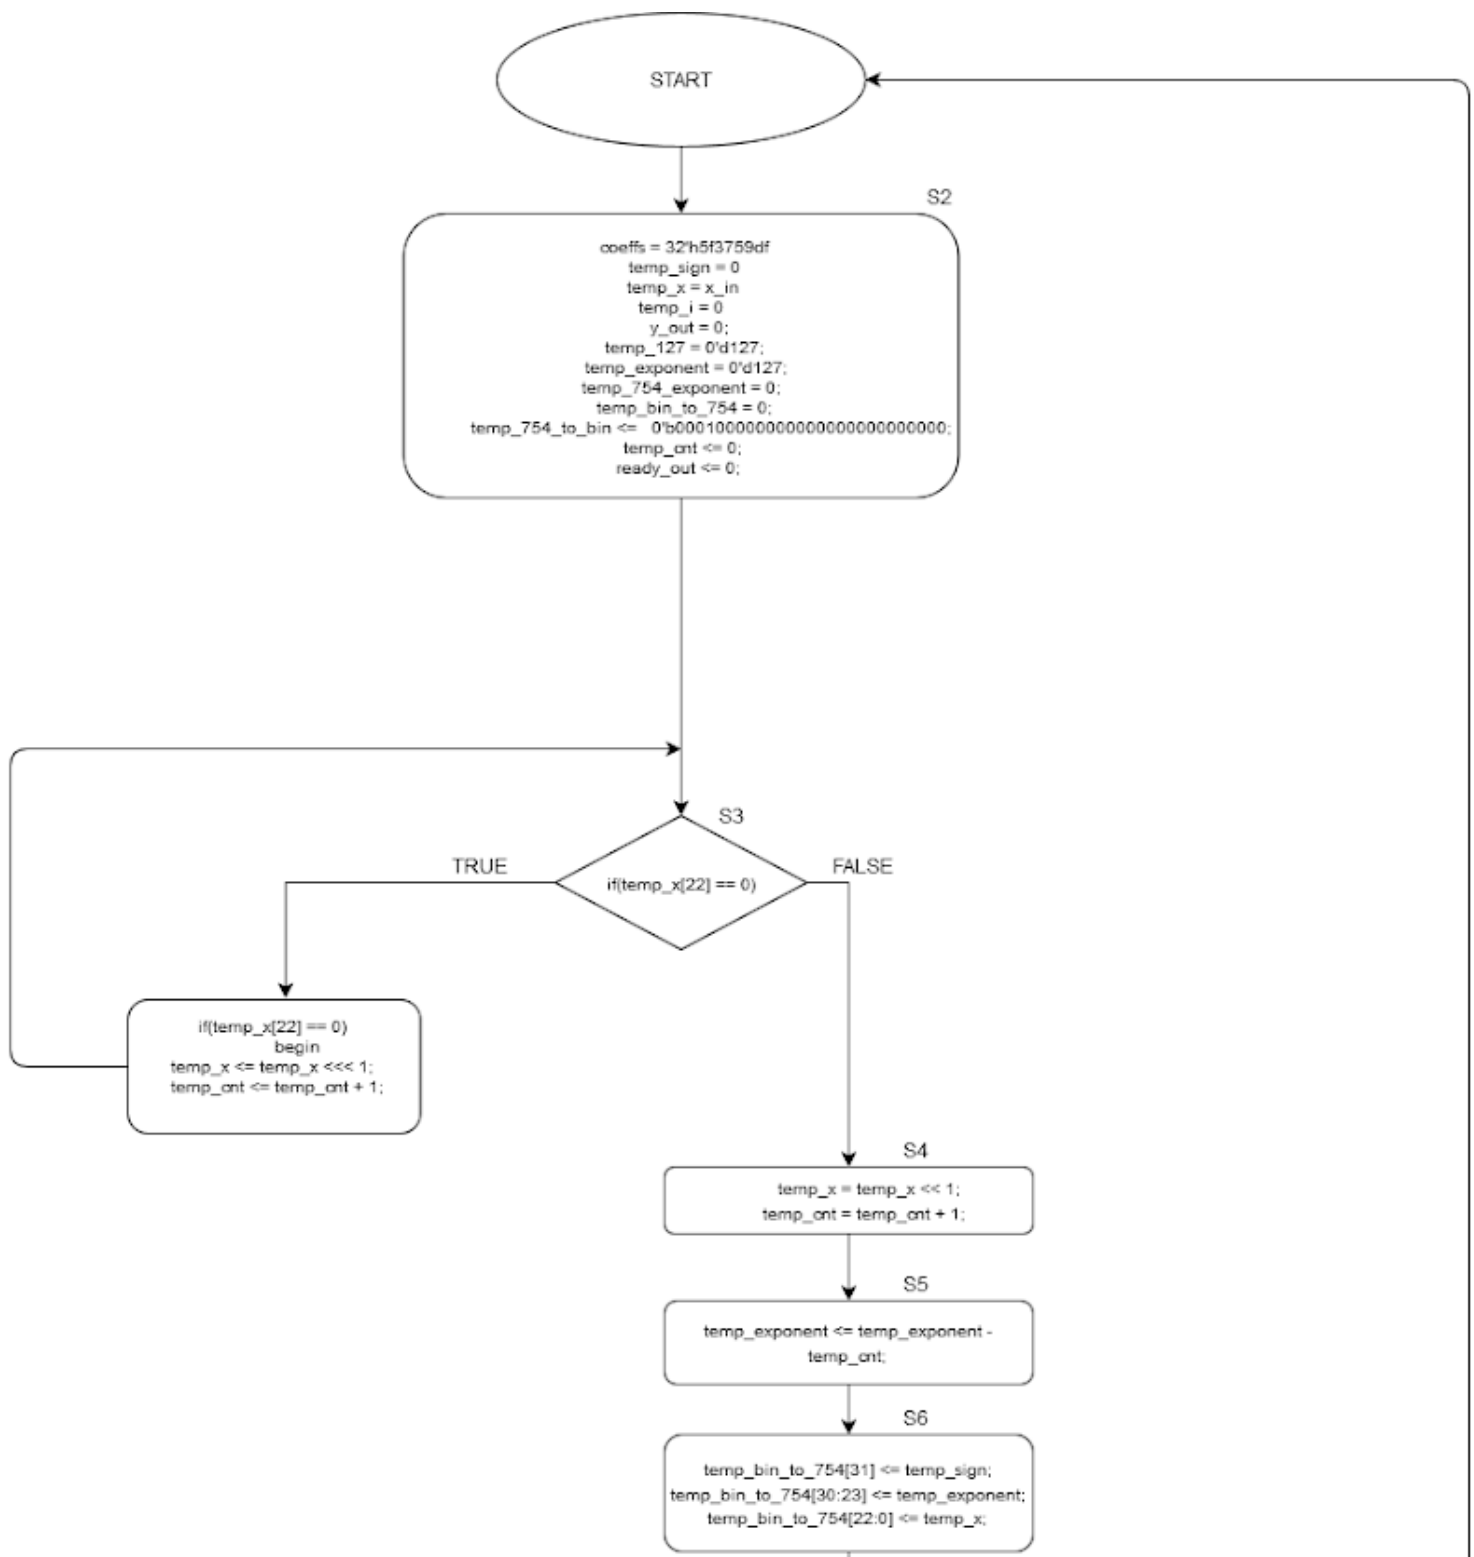 START
S2
coeffs = 32'h5f3759df
temp_sign = 0
temp_x = x_in
temp_i = 0
y_out = 0;
temp_127 = 0'd127;
temp_exponent = 0'd127;
temp_754_exponent = 0;
temp_bin_to_754 = 0;
temp_754_to_bin <=
temp_cnt <= 0;
ready_out <= 0;
S3
TRUE
FALSE
if(temp_x[22] == 0)
if(temp_x[22] == 0)
begin
temp_x <= temp_x <<< 1;
temp_cnt <= temp_cnt + 1;
S4
temp_x = temp_x << 1;
temp_cnt = temp_cnt + 1;
S5
temp_exponent <= temp_exponent -
temp_cnt;
S6
temp_bin_to_754[31] <= temp_sign;
temp_bin_to_754[30:23] <= temp_exponent;
temp_bin_to_754[22:0] <= temp_x;